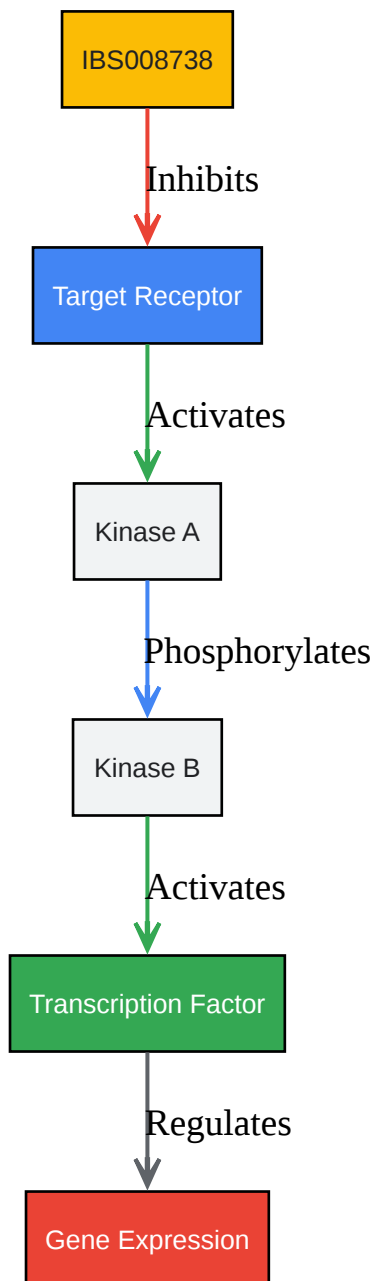 IBS008738
Inhibits
Target Receptor
Activates
Kinase A
Phosphorylates
Kinase B
Activates
Transcription Factor
Regulates
Gene Expression